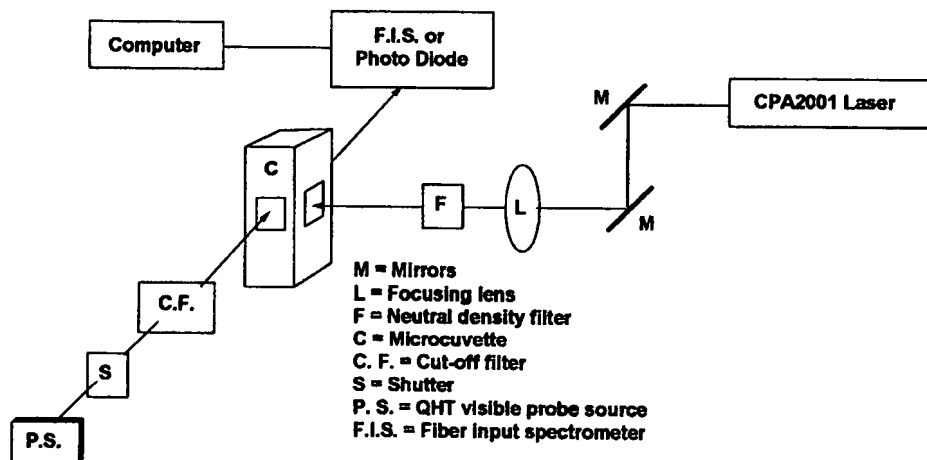 Computer
F.I.S. or
Photo Diode
CPA2001 Laser
M
C
F
L
M
C.F.
S
P.S.
M = Mirrors
L = Focusing lens
F = Neutral density filter
C = Microcuvette
C. F. = Cut-off filter
S = Shutter
P. S. = QHT visible probe source
F.I.S. = Fiber input spectrometer